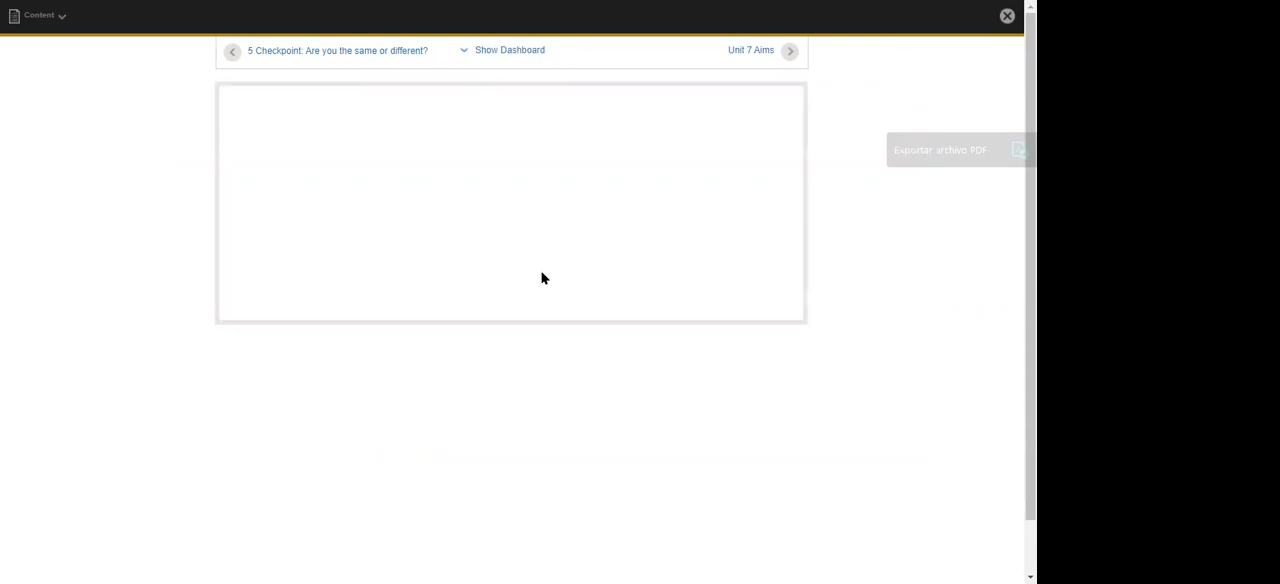 Content
5 Checkpoint: Are you the same or different? Show Dashboard Unit 7 Aims
Exportar archivo PDF